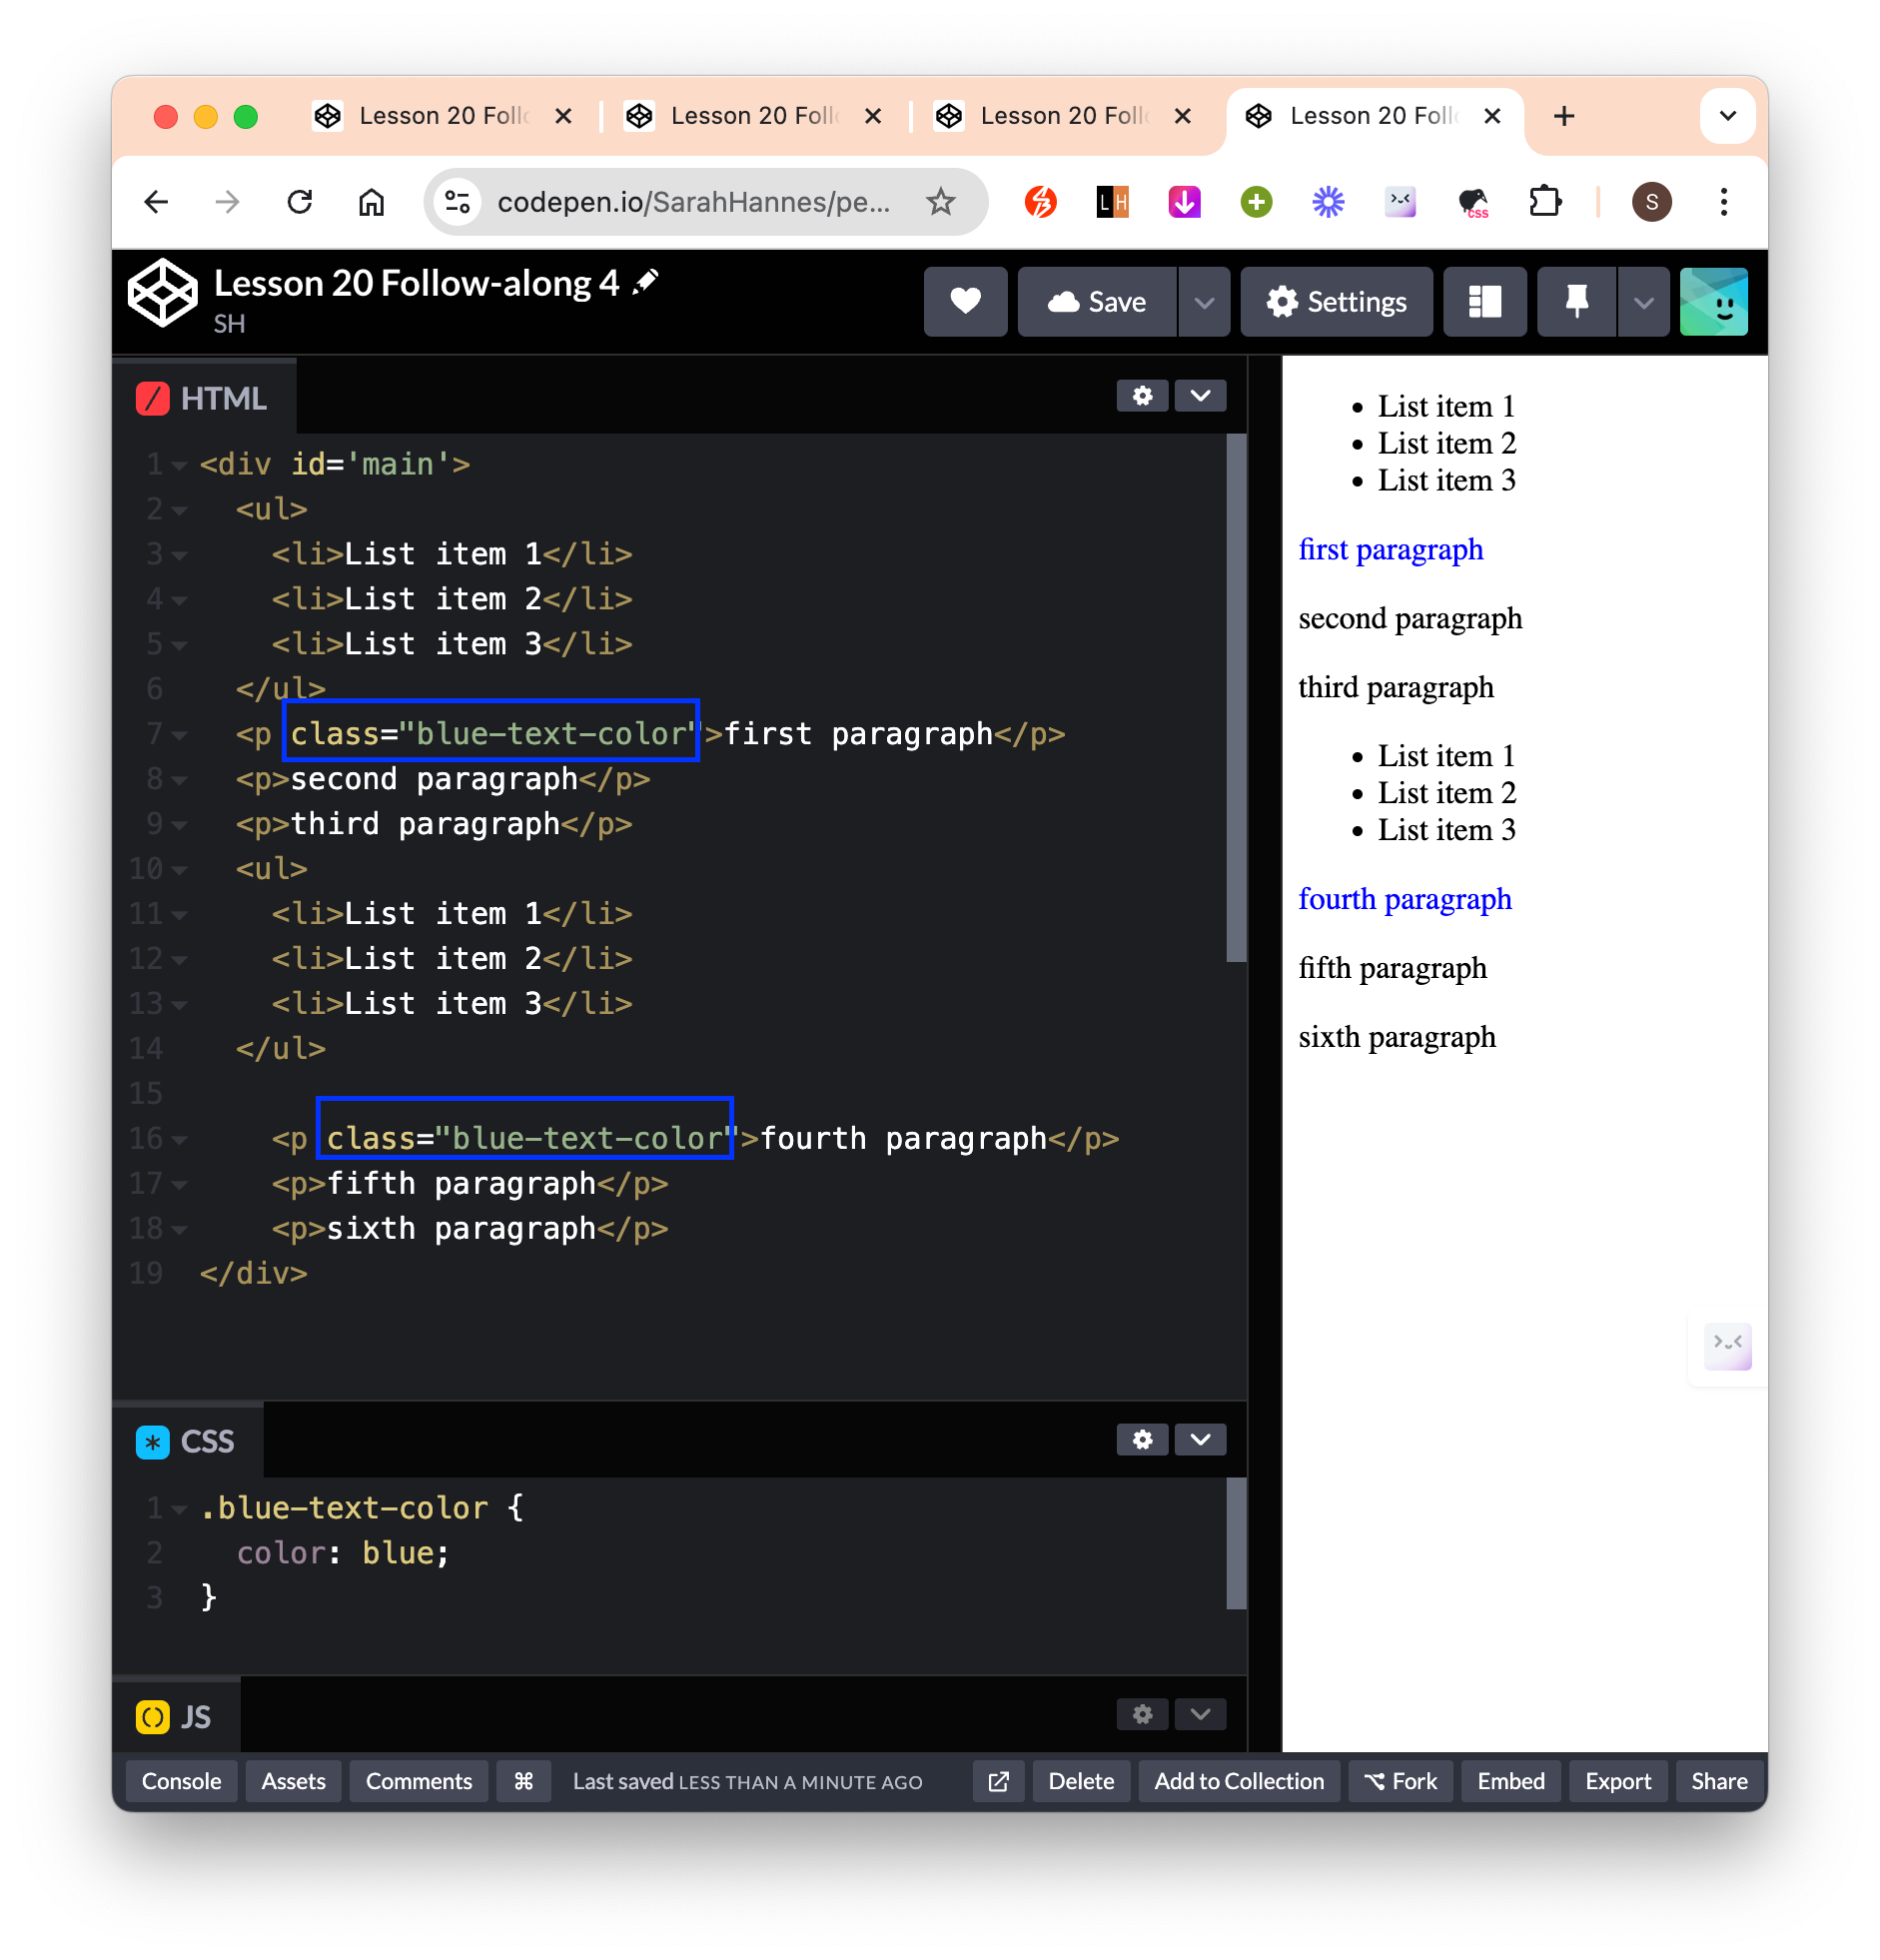 Lesson 20 Foll
Lesson 20 Foll
Lesson 20 Foll
Lesson 20 Foll
codepen.io/SarahHannes/pe...
LH
css
S
Lesson 20 Follow-along 4
SH
Save
Settings
HTML
1 <div id='main'>
2 <ul>
3 <li>List item 1</li>
4 <li>List item 2</li>
5 <li>List item 3</li>
6 </ul>
7 <p class="blue-text-color">first paragraph</p>
8 <p>second paragraph</p>
9 <p>third paragraph</p>
10 <ul>
11 <li>List item 1</li>
12 <li>List item 2</li>
13 <li>List item 3</li>
14 </ul>
15
16 <p class="blue-text-color">fourth paragraph</p>
17 <p>fifth paragraph</p>
18 <p>sixth paragraph</p>
19 </div>
CSS
1 .blue-text-color {
2 color: blue;
3 }
JS
List item 1
List item 2
List item 3
first paragraph
second paragraph
third paragraph
List item 1
List item 2
List item 3
fourth paragraph
fifth paragraph
sixth paragraph
Console Assets Comments ⌘ Last saved LESS THAN A MINUTE AGO Delete Add to Collection Fork Embed Export Share